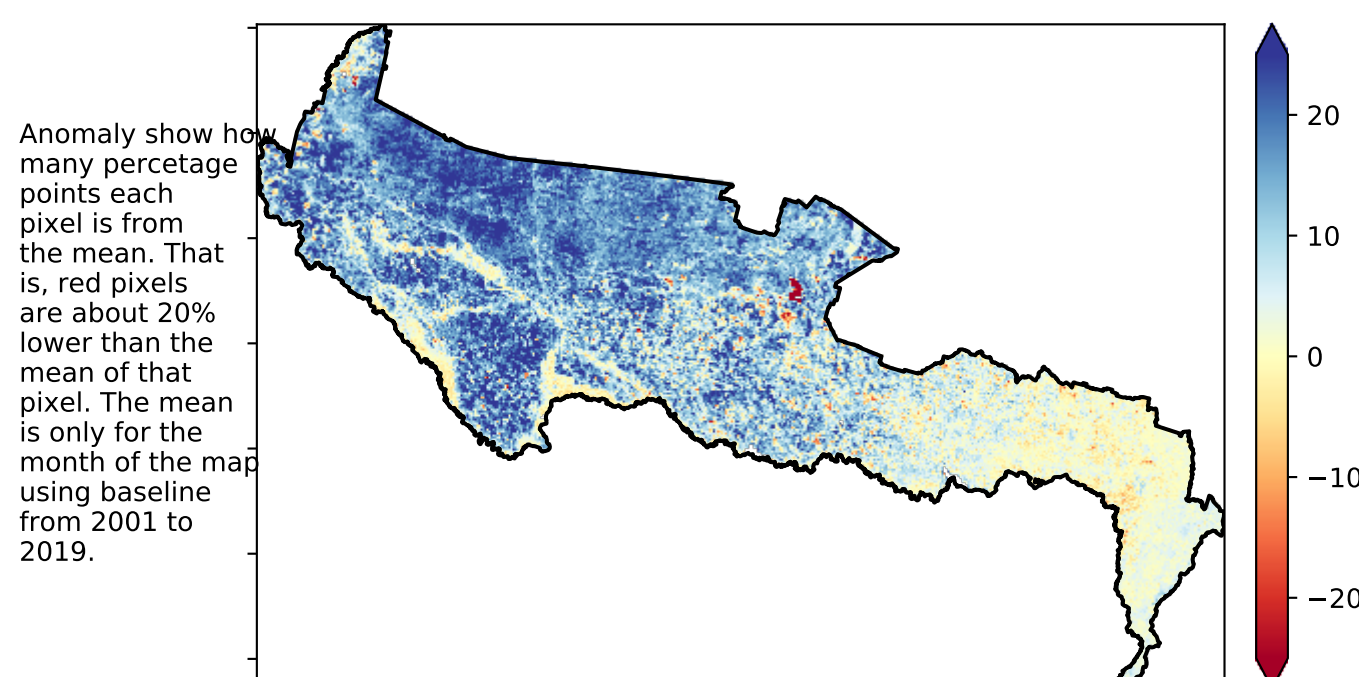 Anomaly show how
many percetage
points each
pixel is from
the mean. That
is, red pixels
are about 20%
lower than the
mean of that
pixel. The mean
is only for the
month of the map
using baseline
from 2001 to
2019.
20
10
0
−10
−20